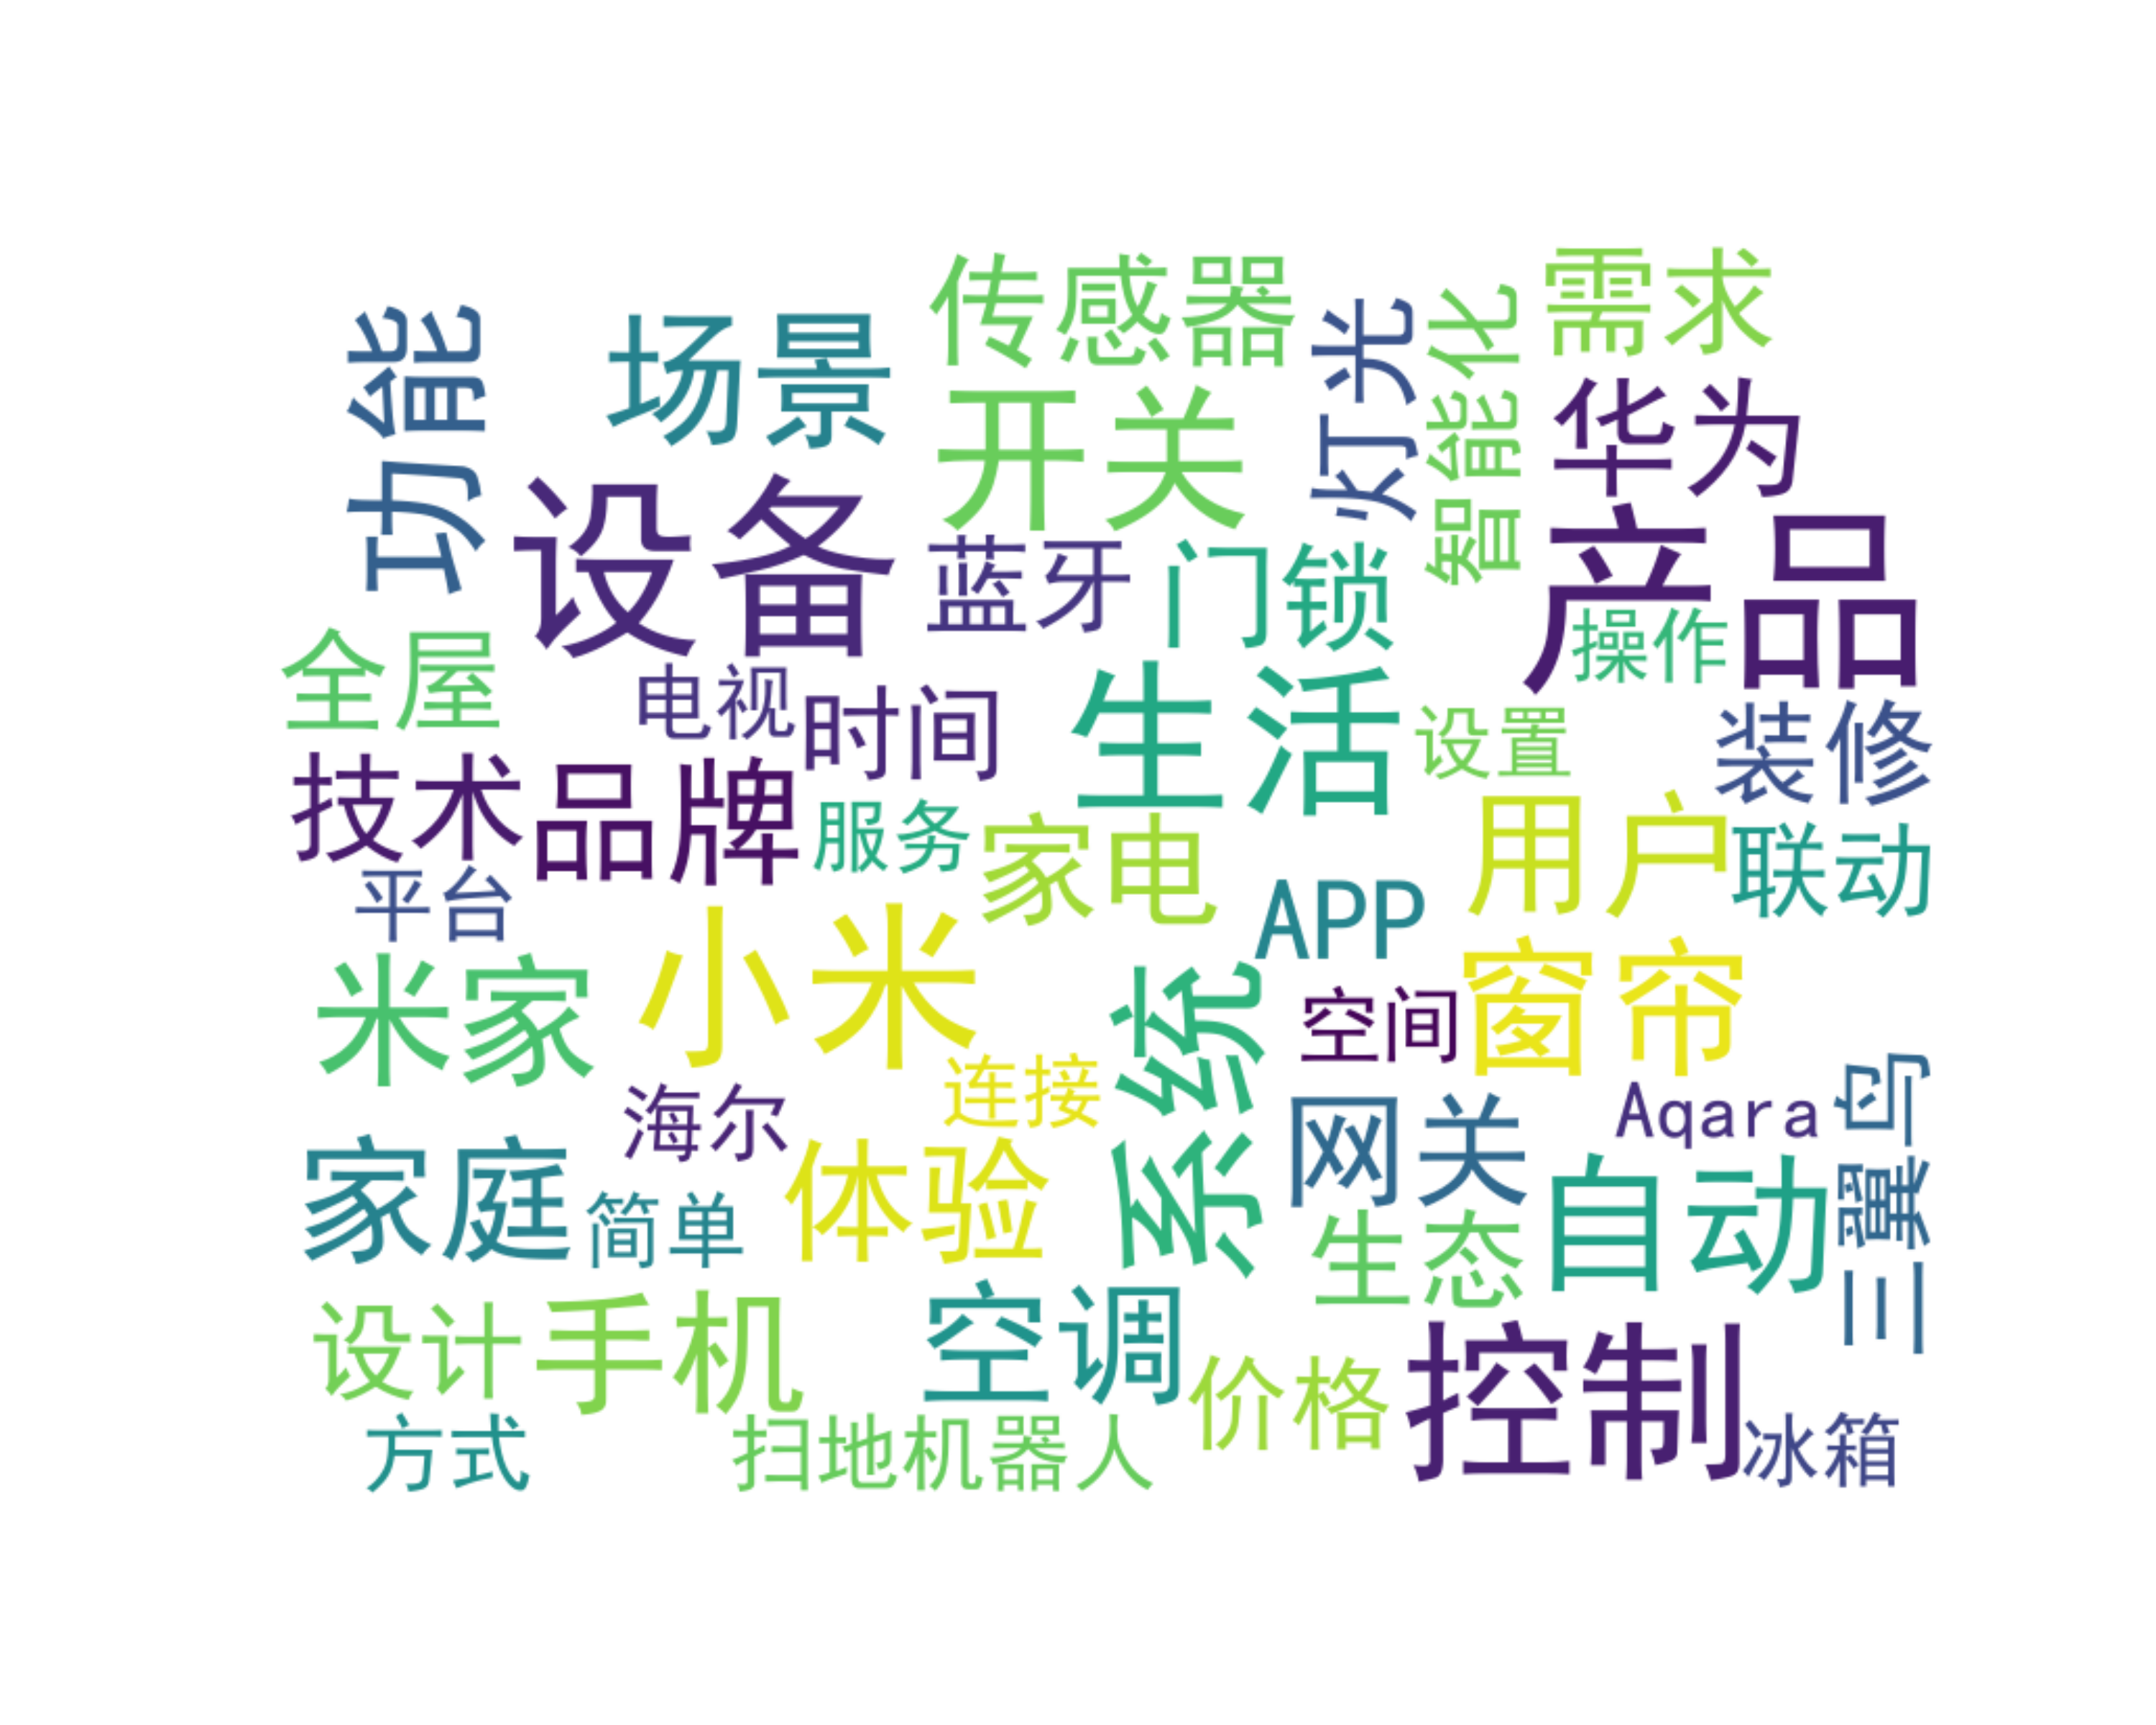 传感器
需求
功能
场景
灯光
智能化
开关
华为
设备
产品
蓝牙
门锁
操作
全屋
电视
时间
生活
设置
装修
技术
品牌
服务
家电
用户
联动
平台
APP
小米
米家
系统
窗帘
空间
连接
海尔
网关
Aqara
三翼鸟
家庭
简单
体验
自动
生态
设计
手机
空调
控制
价格
方式
扫地机器人
冰箱